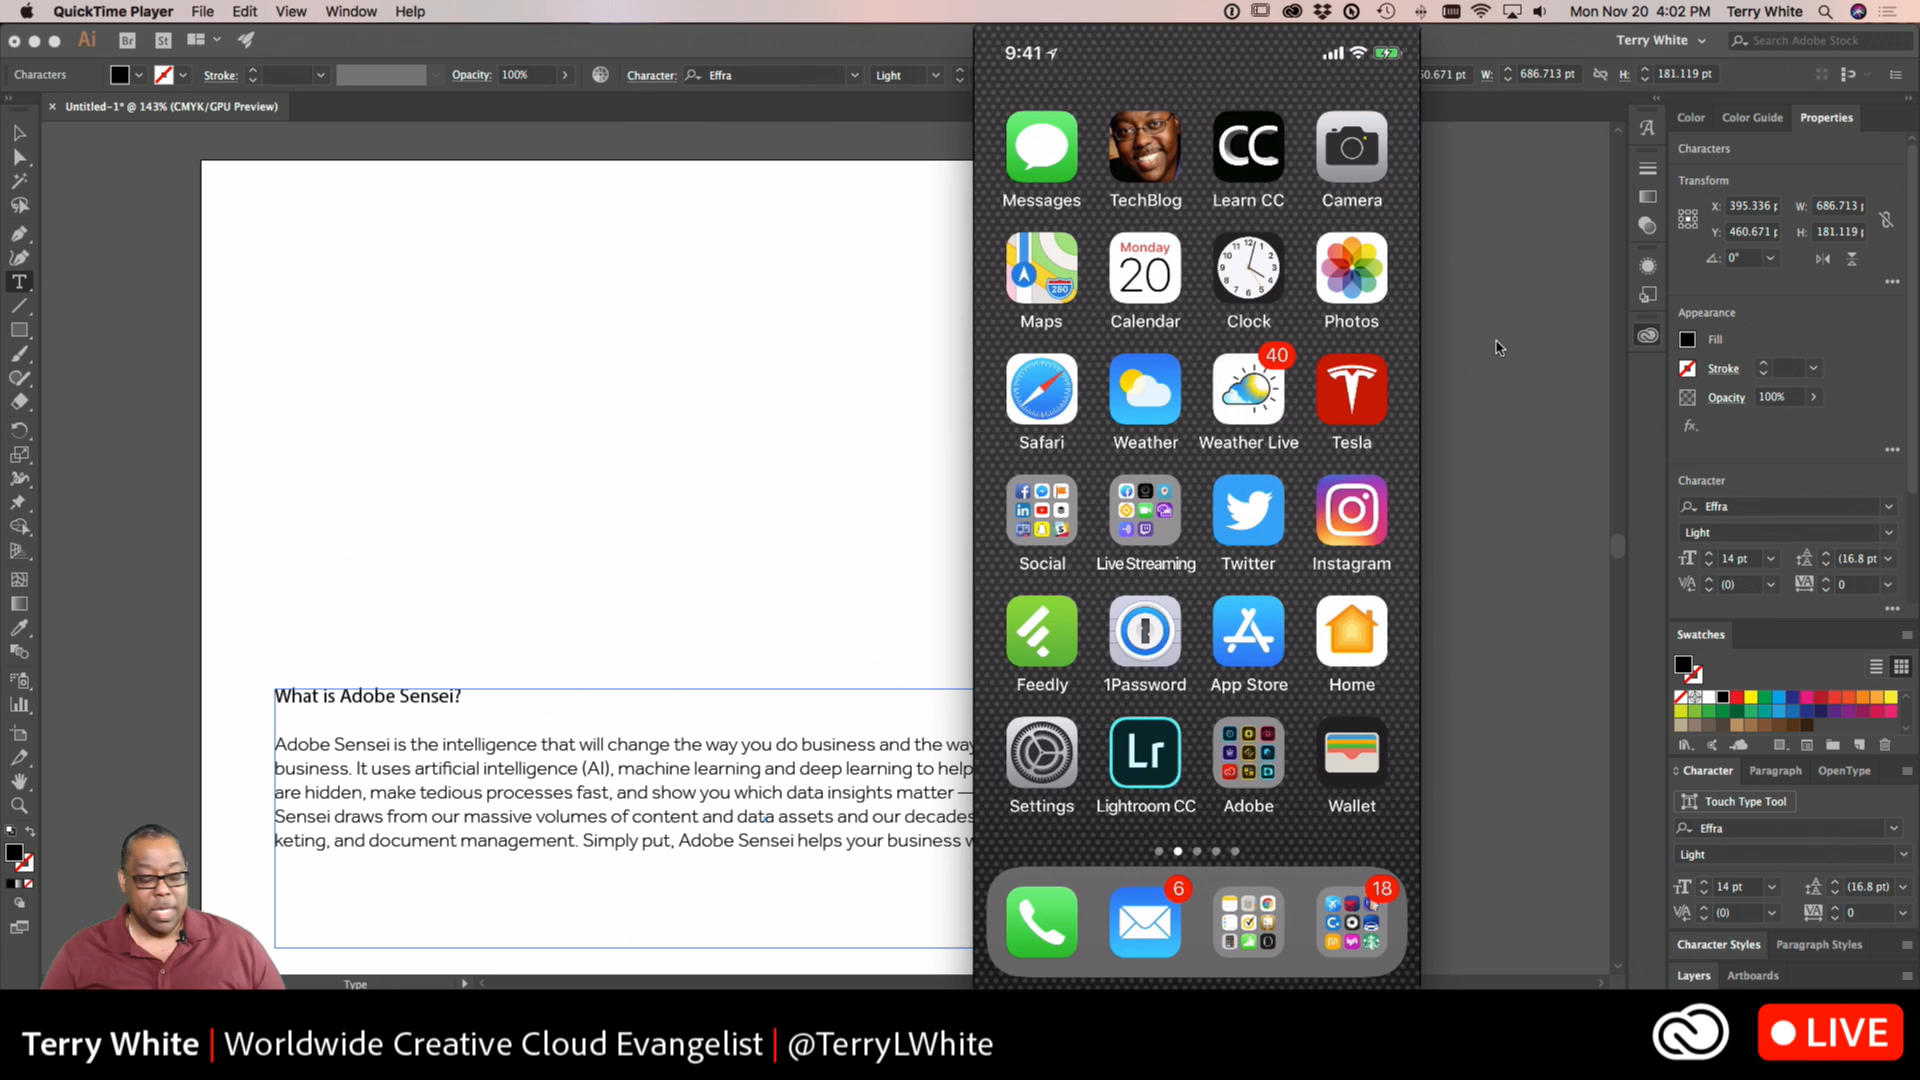 QuickTime Player File Edit View Window Help
Mon Nov 20 4:02 PM Terry White
Ai Br St
Terry White
Search Adobe Stock
Characters
Stroke:
Opacity: 100%
Character: Effra
Light
60.671 pt W: 686.713 pt H: 181.119 pt
Untitled-1* @ 143% (CMYK/GPU Preview)
What is Adobe Sensei?
Adobe Sensei is the intelligence that will change the way you do business and the way
business. It uses artificial intelligence (AI), machine learning and deep learning to help
are hidden, make tedious processes fast, and show you which data insights matter —
Sensei draws from our massive volumes of content and data assets and our decades
keting, and document management. Simply put, Adobe Sensei helps your business w
Type
9:41
CC
Messages TechBlog Learn CC Camera
280
Monday
20
Maps Calendar Clock Photos
40
Safari Weather Weather Live Tesla
Social Live Streaming Twitter Instagram
Feedly 1Password App Store Home
Lr
Settings Lightroom CC Adobe Wallet
6
18
Color Color Guide Properties
Characters
Transform
X: 395.336 p W: 686.713 p
Y: 460.671 p H: 181.119 p
0°
Appearance
Fill
Stroke
Opacity 100%
fx.
Character
Effra
Light
14 pt (16.8 pt
(0) 0
Swatches
Character Paragraph OpenType
Touch Type Tool
Effra
Light
14 pt (16.8 pt)
(0) 0
Character Styles Paragraph Styles
Layers Artboards
Terry White | Worldwide Creative Cloud Evangelist | @TerryLWhite
LIVE